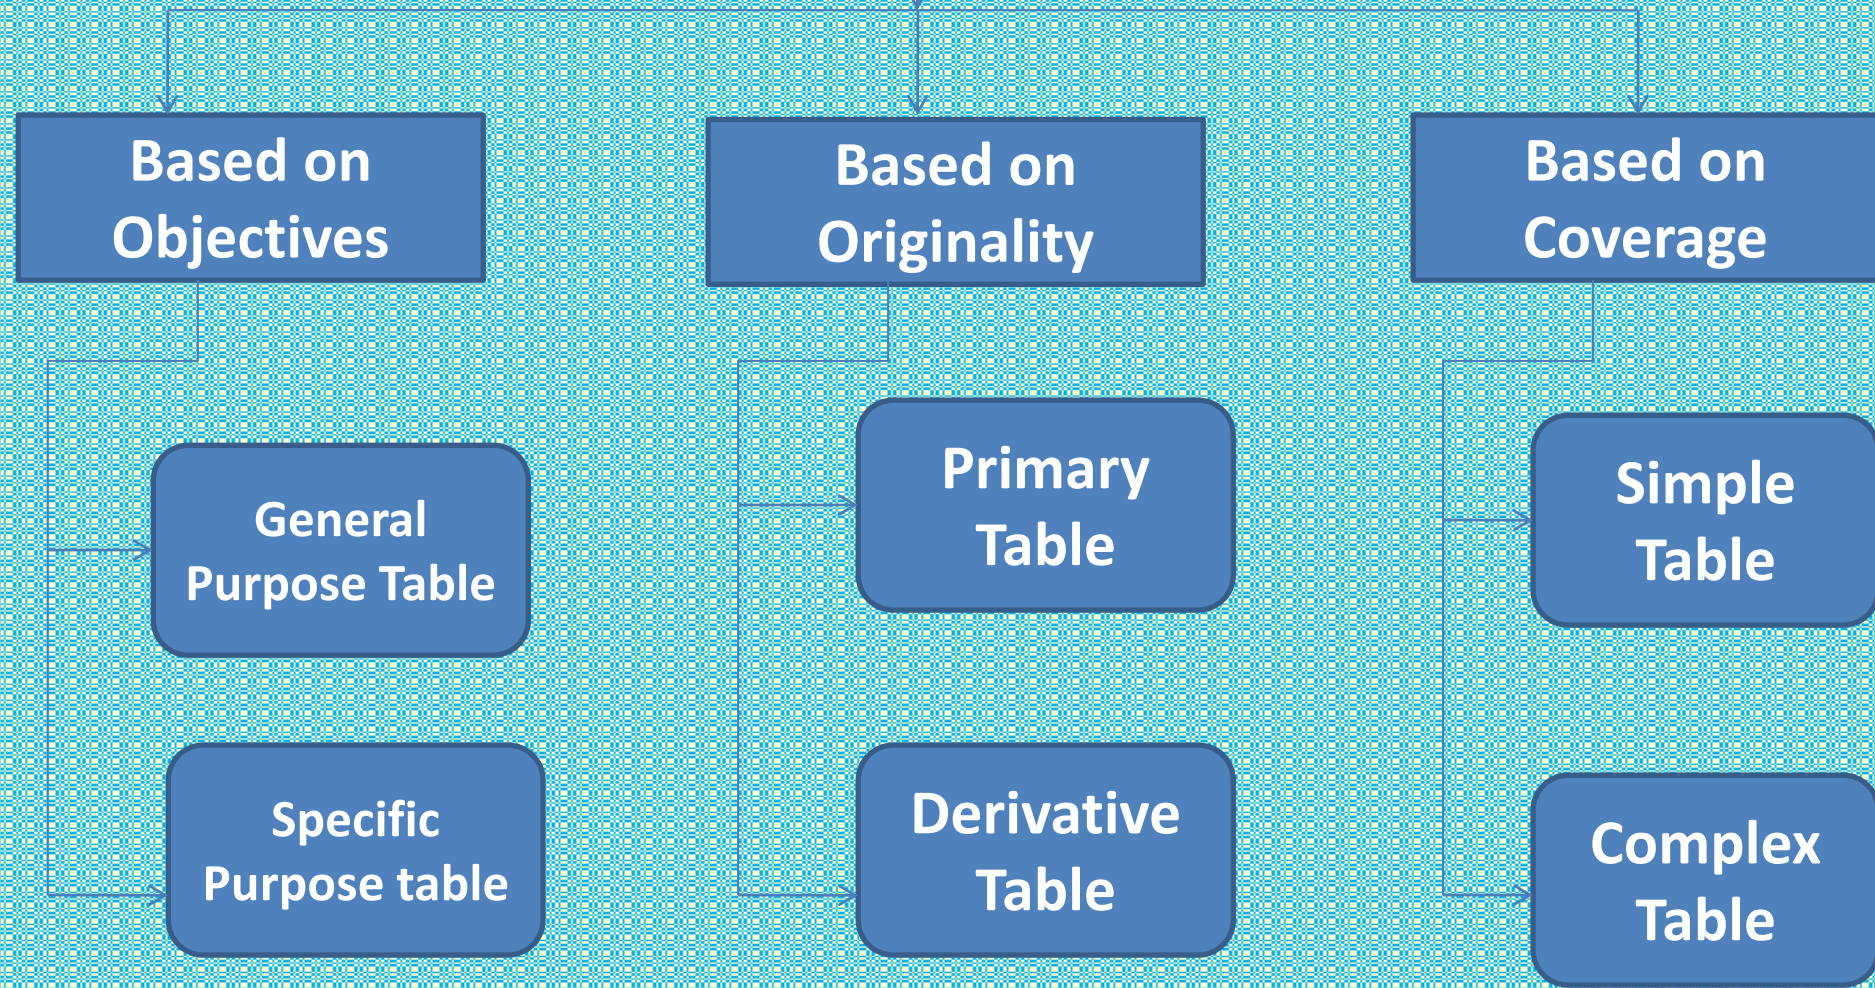 Based on
Objectives
Based on
Originality
Based on
Coverage
General
Purpose Table
Primary
Table
Simple
Table
Specific
Purpose table
Derivative
Table
Complex
Table